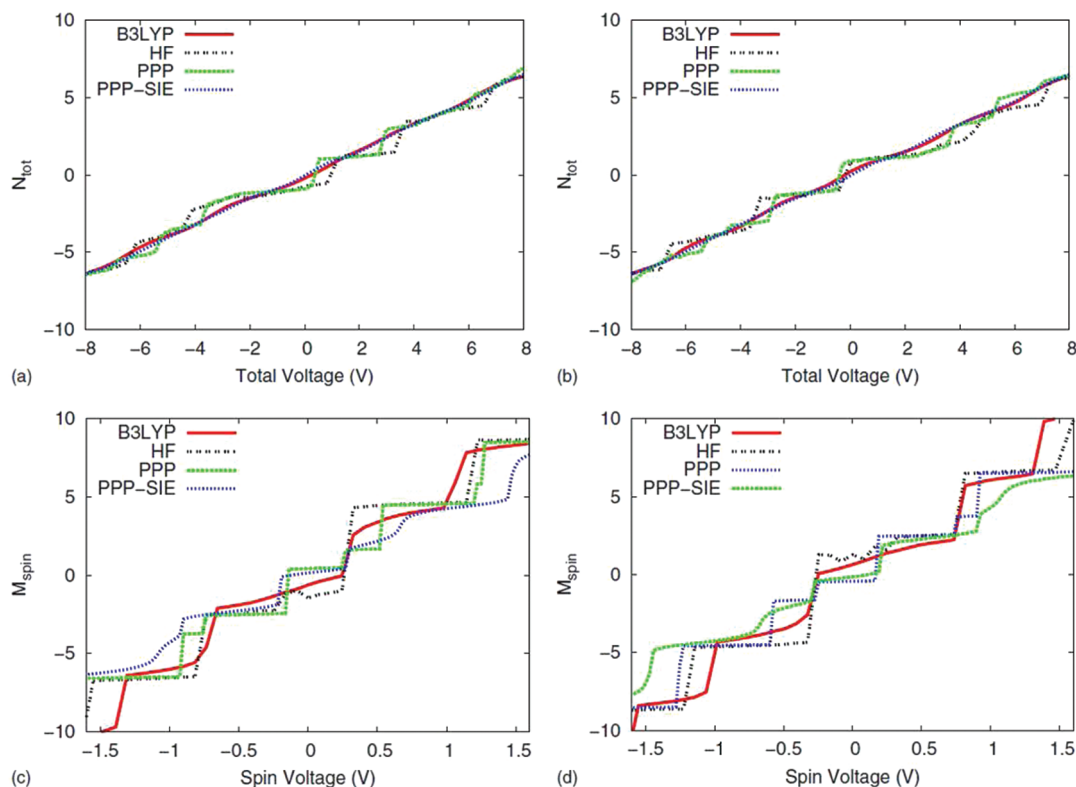 10
5
0
−5
−10
N_tot
B3LYP
HF
PPP
PPP-SIE
−8 −6 −4 −2 0 2 4 6 8
Total Voltage (V)
(a)
10
5
0
−5
−10
N_tot
B3LYP
HF
PPP
PPP-SIE
−8 −6 −4 −2 0 2 4 6 8
Total Voltage (V)
(b)
10
5
0
−5
−10
M_spin
B3LYP
HF
PPP
PPP-SIE
−1.5 −1 −0.5 0 0.5 1 1.5
Spin Voltage (V)
(c)
10
5
0
−5
−10
M_spin
B3LYP
HF
PPP
PPP-SIE
−1.5 −1 −0.5 0 0.5 1 1.5
Spin Voltage (V)
(d)